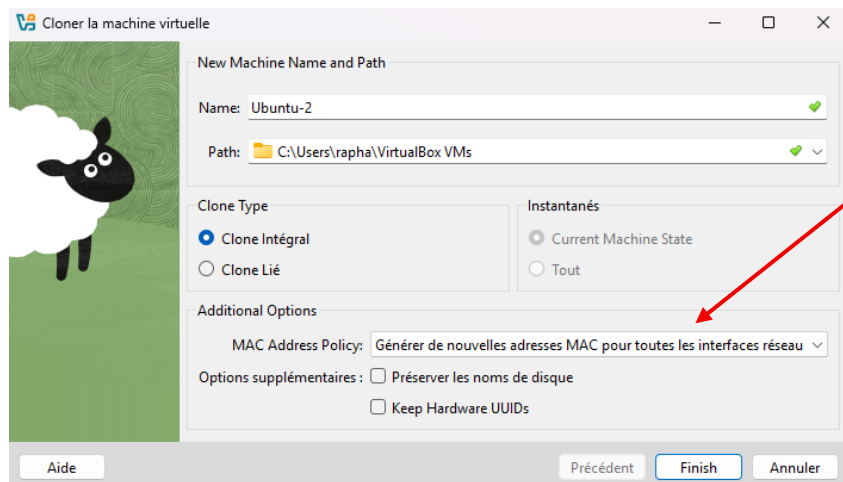 Cloner la machine virtuelle
New Machine Name and Path
Name: Ubuntu-2
Path: C:\Users\rapha\VirtualBox VMs
Clone Type
Clone Intégral
Clone Lié
Instantanés
Current Machine State
Tout
Additional Options
MAC Address Policy: Générer de nouvelles adresses MAC pour toutes les interfaces réseau
Options supplémentaires : Préserver les noms de disque
Keep Hardware UUIDs
Aide Précédent Finish Annuler